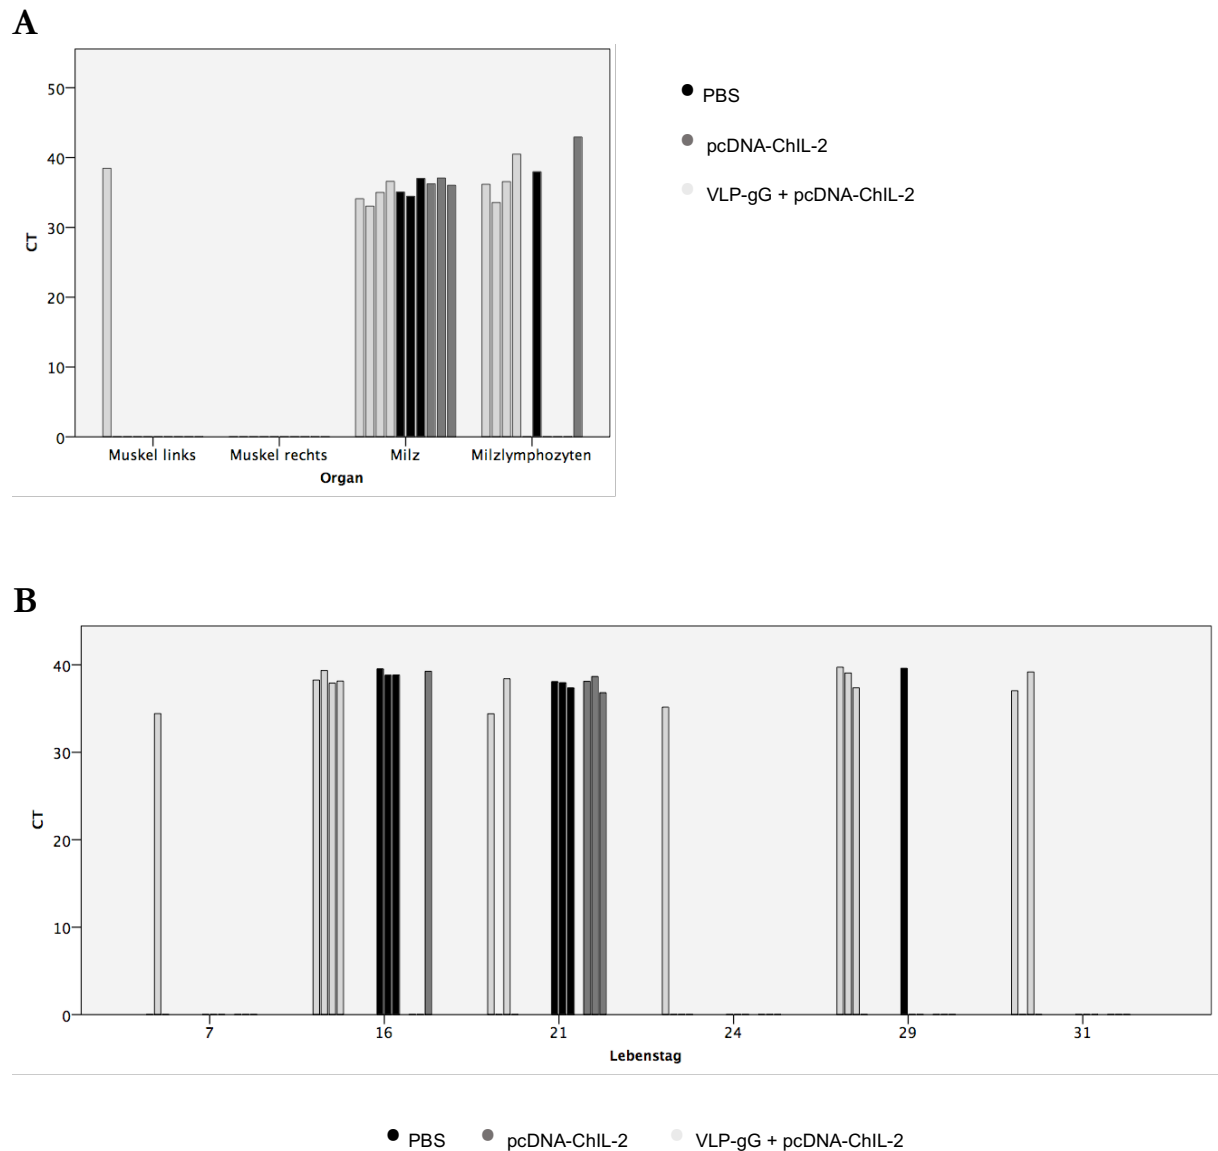 A
50
40
30
20
10
0
CT
Muskel links Muskel rechts Milz Milzlymphozyten
Organ
PBS
pcDNA-ChIL-2
VLP-gG + pcDNA-ChIL-2
B
40
30
20
10
0
CT
7 16 21 24 29 31
Lebenstag
PBS pcDNA-ChIL-2 VLP-gG + pcDNA-ChIL-2